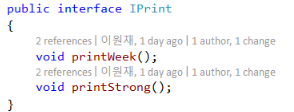 public interface IPrint
{
2 references | 이원재, 1 day ago | 1 author, 1 change
void printWeek();
2 references | 이원재, 1 day ago | 1 author, 1 change
void printStrong();
}